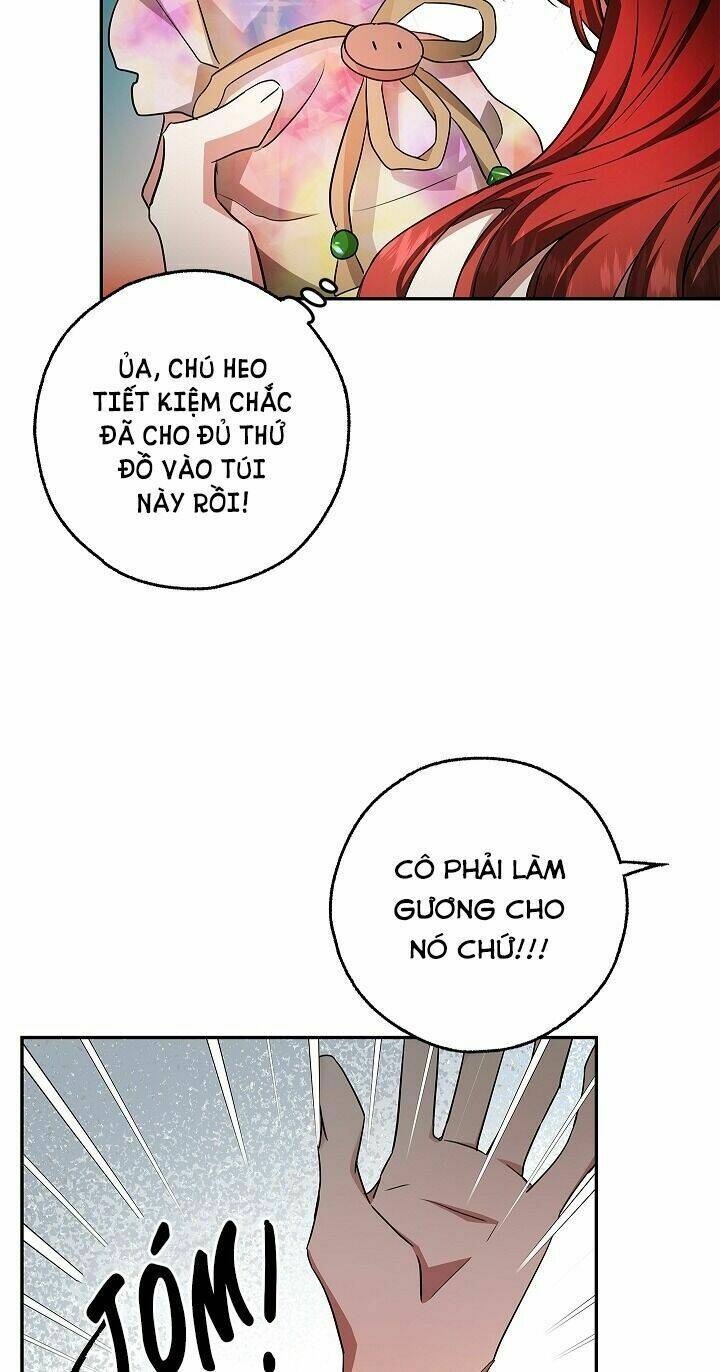 ỦA, CHÚ HEO
TIẾT KIỆM CHẮC
ĐÃ CHO ĐỦ THỨ
ĐỒ VÀO TÚI
NÀY RỒI!
CÔ PHẢI LÀM
GƯƠNG CHO
NÓ CHỨ!!!
TÓM!